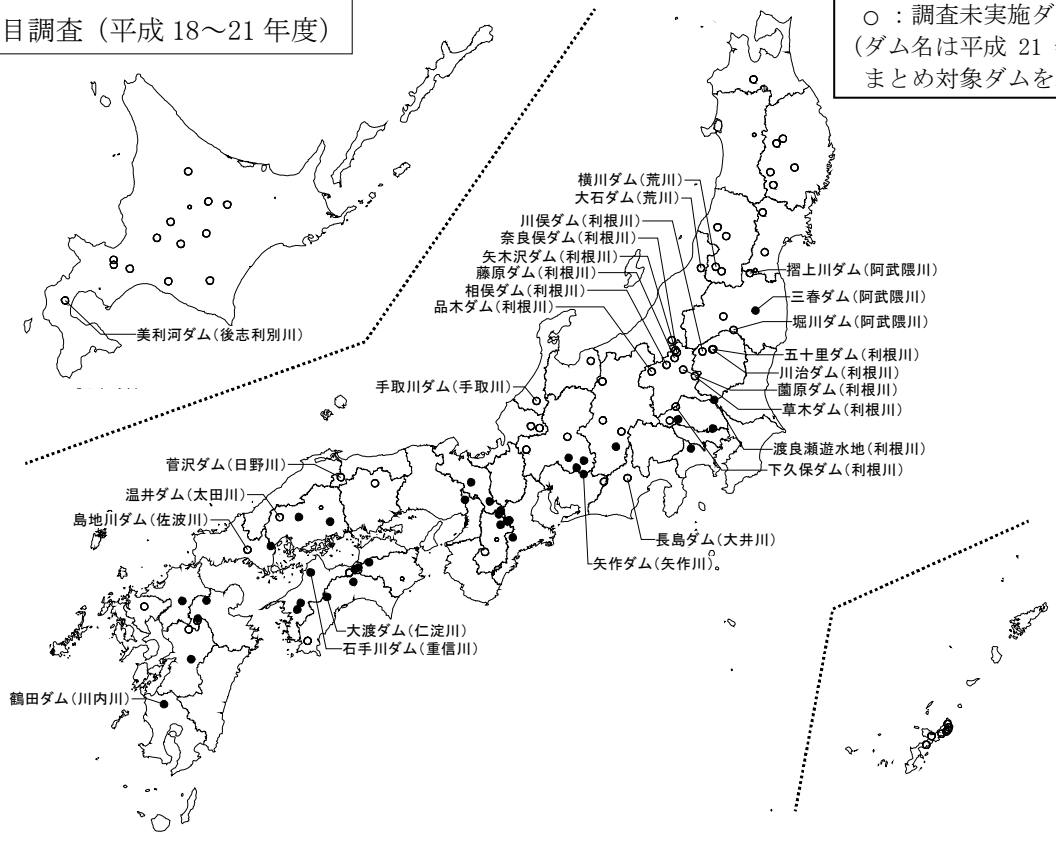 目調査（平成 18～21 年度）
○ ：調査未実施ダ
（ダム名は平成 21
まとめ対象ダムを
横川ダム（荒川）
大石ダム（荒川）
川俣ダム（利根川）
奈良俣ダム（利根川）
矢木沢ダム（利根川）
藤原ダム（利根川）
相俣ダム（利根川）
品木ダム（利根川）
摺上川ダム（阿武隈川）
三春ダム（阿武隈川）
堀川ダム（阿武隈川）
美利河ダム（後志利別川）
五十里ダム（利根川）
川治ダム（利根川）
薗原ダム（利根川）
草木ダム（利根川）
手取川ダム（手取川）
渡良瀬遊水地（利根川）
下久保ダム（利根川）
菅沢ダム（日野川）
温井ダム（太田川）
島地川ダム（佐波川）
長島ダム（大井川）
矢作ダム（矢作川）
大渡ダム（仁淀川）
石手川ダム（重信川）
鶴田ダム（川内川）